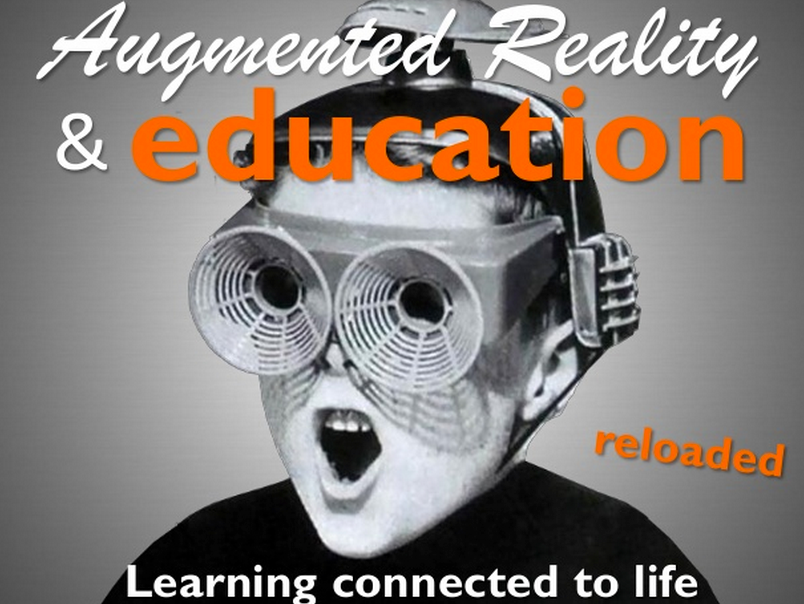 Augmented Reality
& education
reloaded
Learning connected to life